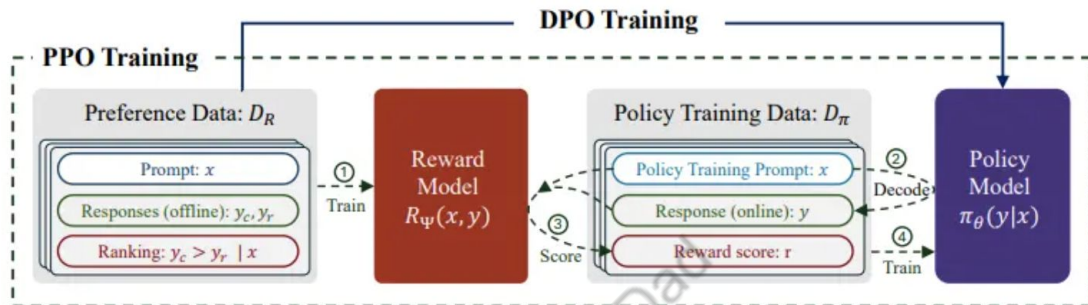 DPO Training
PPO Training
Preference Data: D_R
Prompt: x
Responses (offline): y_c, y_r
Ranking: y_c > y_r | x
① Train
Reward
Model
R_Ψ(x, y)
③ Score
Policy Training Data: D_π
Policy Training Prompt: x
Response (online): y
Reward score: r
② Decode
④ Train
Policy
Model
π_θ(y|x)
Dad